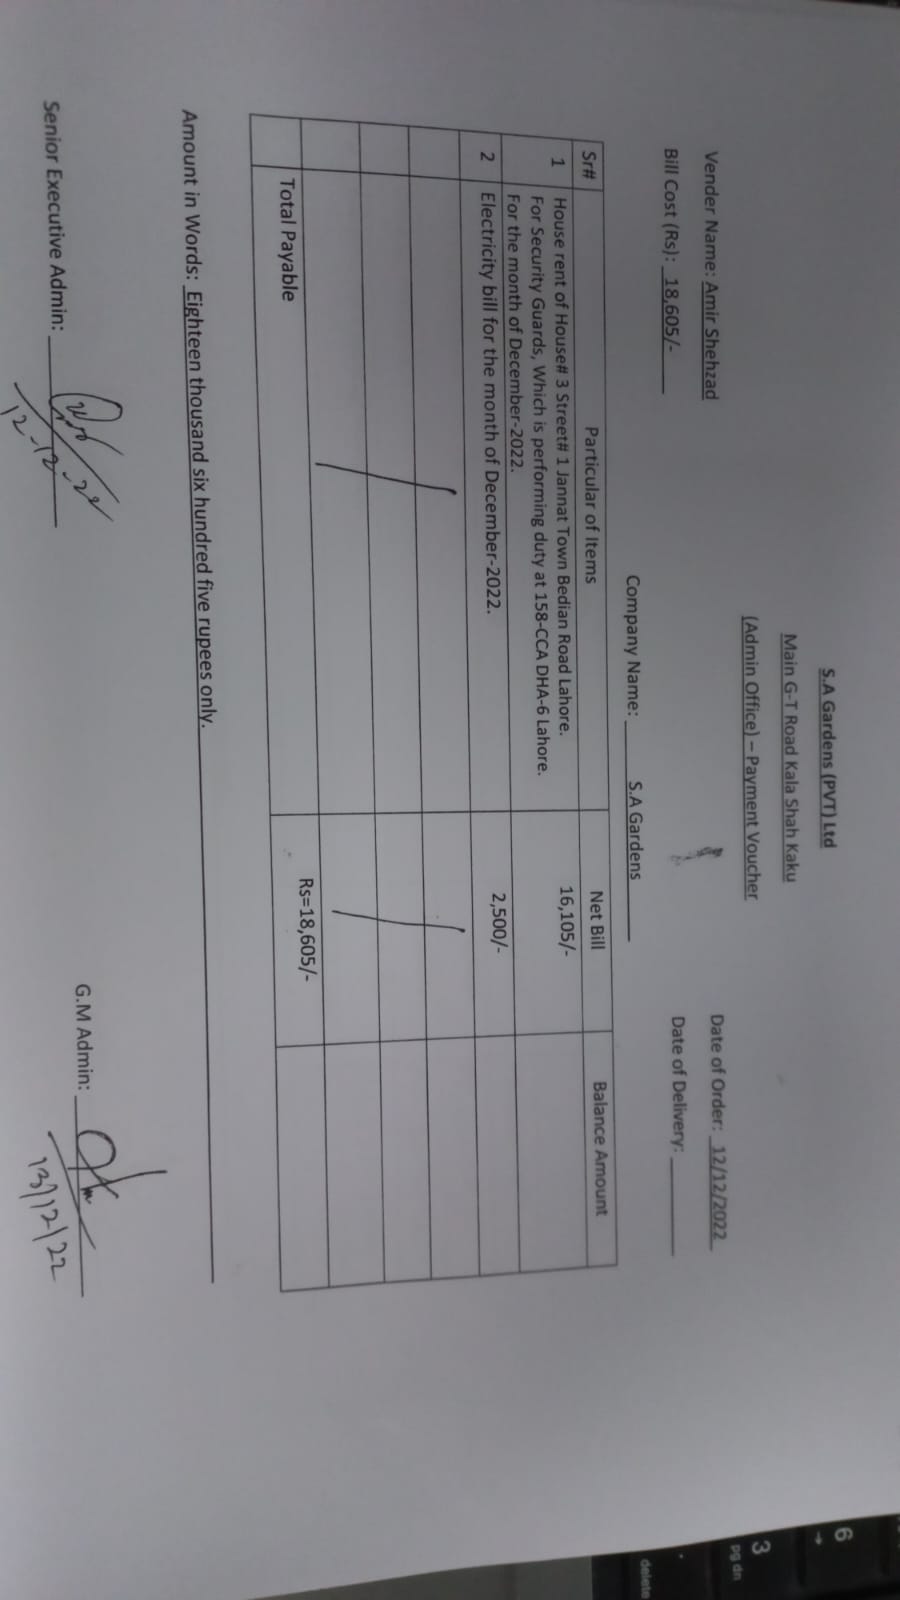 S.A Gardens (PVT) Ltd
Main G-T Road Kala Shah Kaku
(Admin Office) – Payment Voucher
Vender Name: Amir Shehzad
Date of Order: 12/12/2022
Bill Cost (Rs): 18,605/-
Date of Delivery:
Company Name: S.A Gardens
Sr# Particular of Items Net Bill Balance Amount
1 House rent of House# 3 Street# 1 Jannat Town Bedian Road Lahore. 16,105/-
For Security Guards, Which is performing duty at 158-CCA DHA-6 Lahore.
For the month of December-2022.
2 Electricity bill for the month of December-2022. 2,500/-
Total Payable Rs=18,605/-
Amount in Words: Eighteen thousand six hundred five rupees only.
Senior Executive Admin:
12-12-22
G.M Admin:
13/12/22
6
→
3
pg dn
.
delete